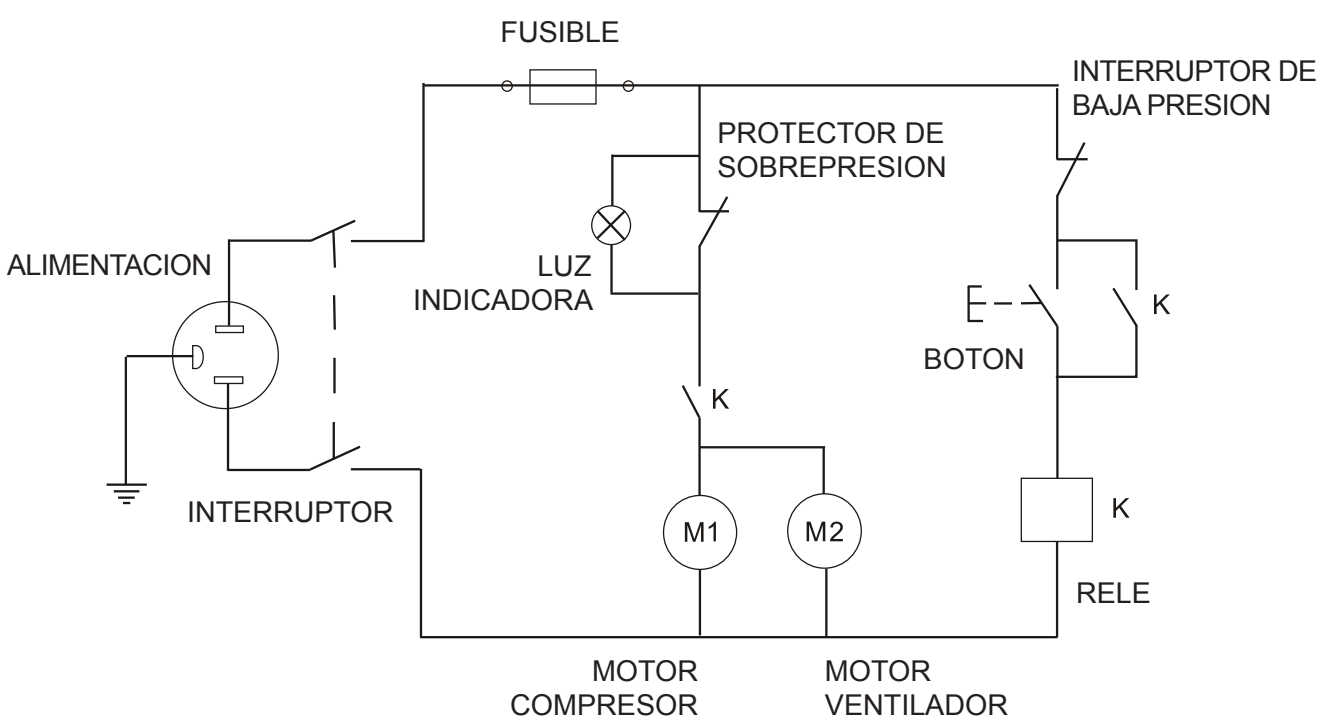 FUSIBLE
INTERRUPTOR DE
BAJA PRESION
PROTECTOR DE
SOBREPRESION
ALIMENTACION
LUZ
INDICADORA
K
BOTON
K
INTERRUPTOR
M1
M2
K
RELE
MOTOR
COMPRESOR
MOTOR
VENTILADOR